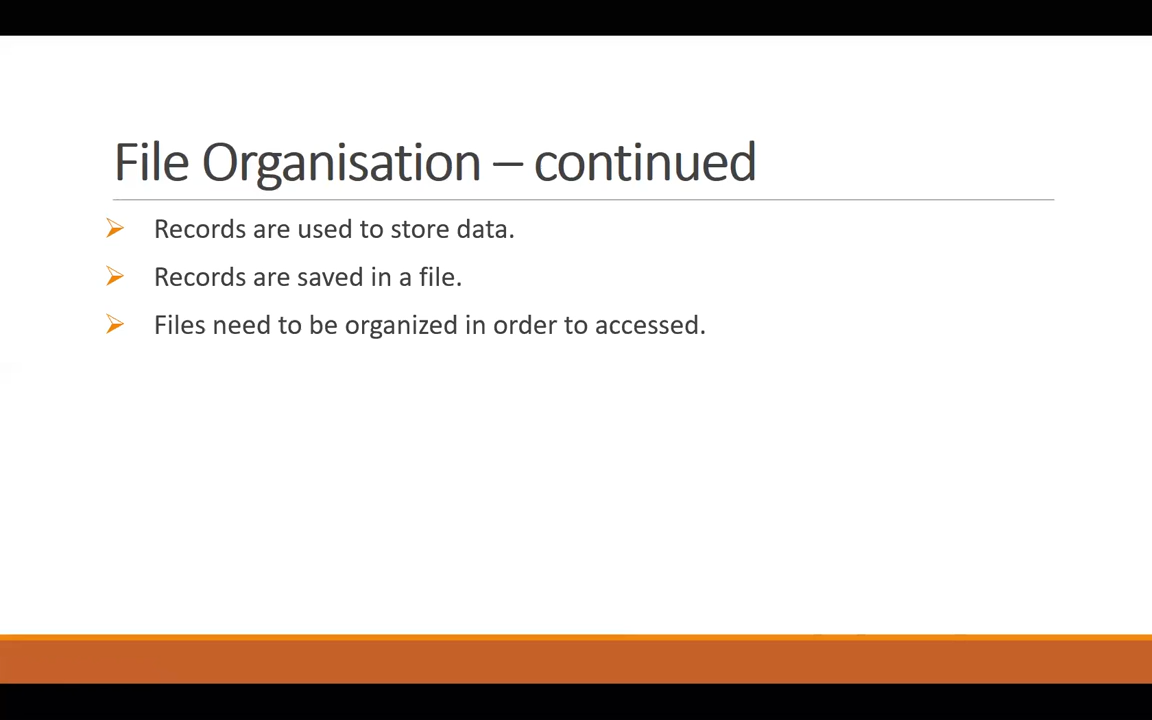 File Organisation – continued
Records are used to store data.
Records are saved in a file.
Files need to be organized in order to accessed.